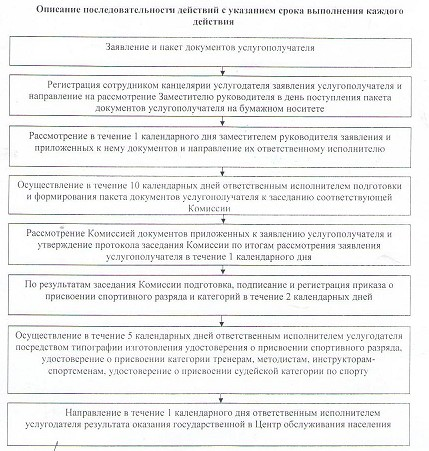 Описание последовательности действий с указанием срока выполнения каждого
действия
Заявление и пакет документов услугополучателя
Регистрация сотрудником канцелярии услугодателя заявления услугополучателя и
направление на рассмотрение Заместителю руководителя в день поступления пакета
документов услугополучателя на бумажном носителе
Рассмотрение в течение 1 календарного дня заместителем руководителя заявления и
приложенных к нему документов и направление их ответственному исполнителю
Осуществление в течение 10 календарных дней ответственным исполнителем подготовки
и формирования пакета документов услугополучателя к заседанию соответствующей
Комиссии
Рассмотрение Комиссией документов приложенных к заявлению услугополучателя и
утверждение протокола заседания Комиссии по итогам рассмотрения заявления
услугополучателя в течение 1 календарного дня
По результатам заседания Комиссии подготовка, подписание и регистрация приказа о
присвоении спортивного разряда и категорий в течение 2 календарных дней
Осуществление в течение 5 календарных дней ответственным исполнителем услугодателя
посредством типографии изготовления удостоверения о присвоении спортивного разряда,
удостоверение о присвоении категории тренерам, методистам, инструкторам-
спортсменам, удостоверение о присвоении судейской категории по спорту
Направление в течение 1 календарного дня ответственным исполнителем
услугодателя результата оказания государственной в Центр обслуживания населения